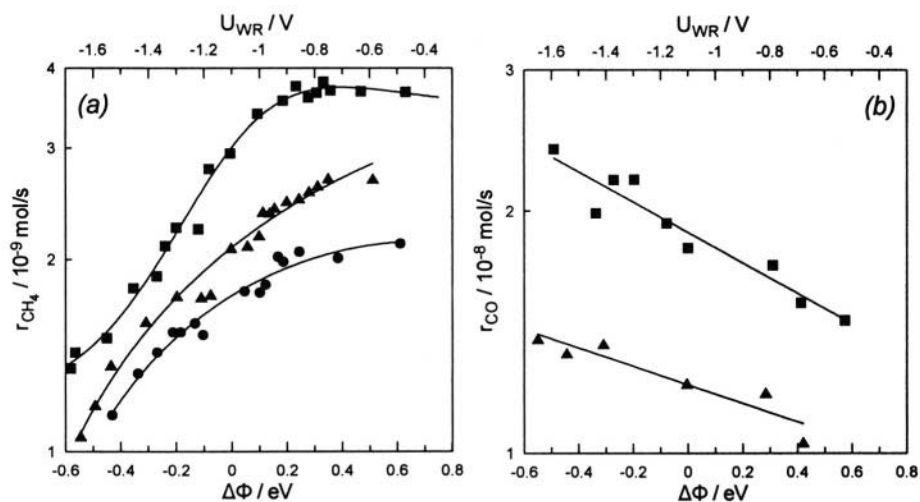 U_WR / V
-1.6 -1.4 -1.2 -1 -0.8 -0.6 -0.4
(a)
r_CH4 / 10^-9 mol/s
4
3
2
1
-0.6 -0.4 -0.2 0 0.2 0.4 0.6 0.8
ΔΦ / eV
U_WR / V
-1.6 -1.4 -1.2 -1 -0.8 -0.6 -0.4
(b)
r_CO / 10^-8 mol/s
3
2
1
-0.6 -0.4 -0.2 0 0.2 0.4 0.6 0.8
ΔΦ / eV